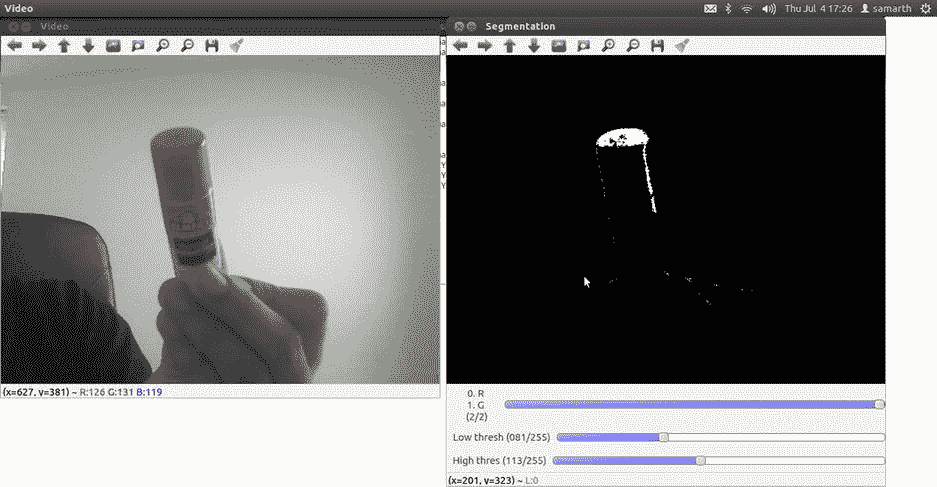 Video
Thu Jul 4 17:26 samarth
Video
Segmentation
(x=627, y=381) ~ R:126 G:131 B:119
0. R
1. G
(2/2)
Low thresh (081/255)
High thres (113/255)
(x=201, y=323) ~ L:0